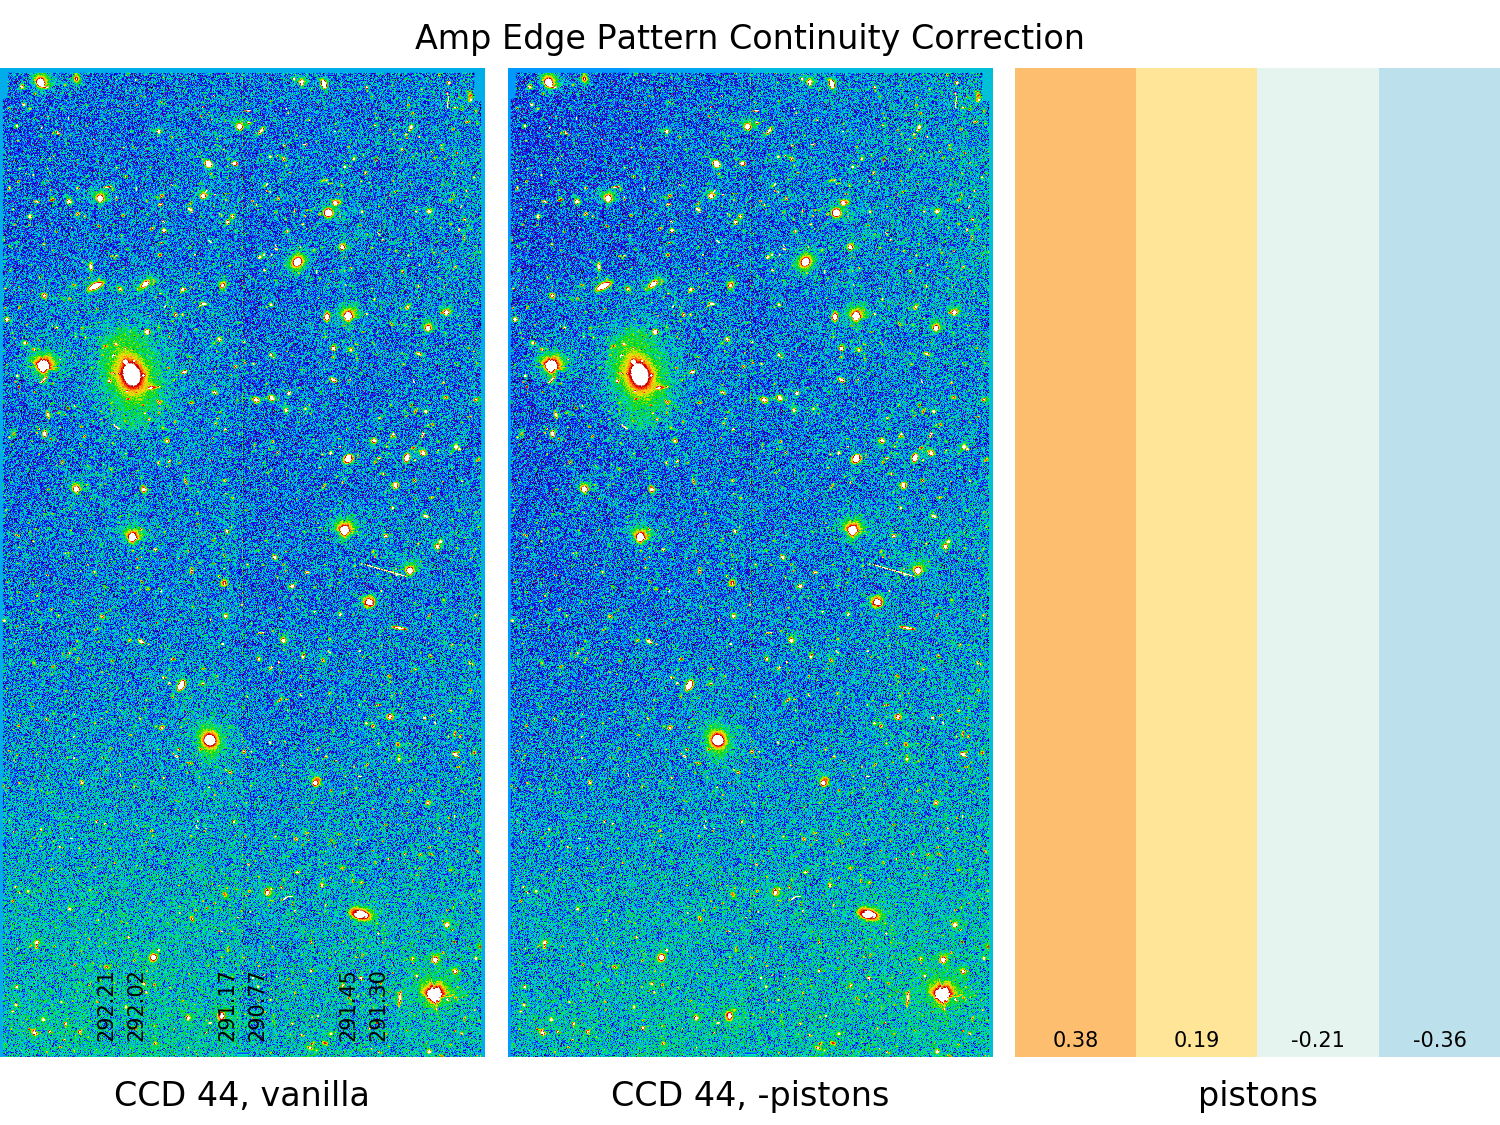 Amp Edge Pattern Continuity Correction
292.21
292.02
291.17
290.77
291.45
291.30
0.38
0.19
-0.21
-0.36
CCD 44, vanilla
CCD 44, -pistons
pistons